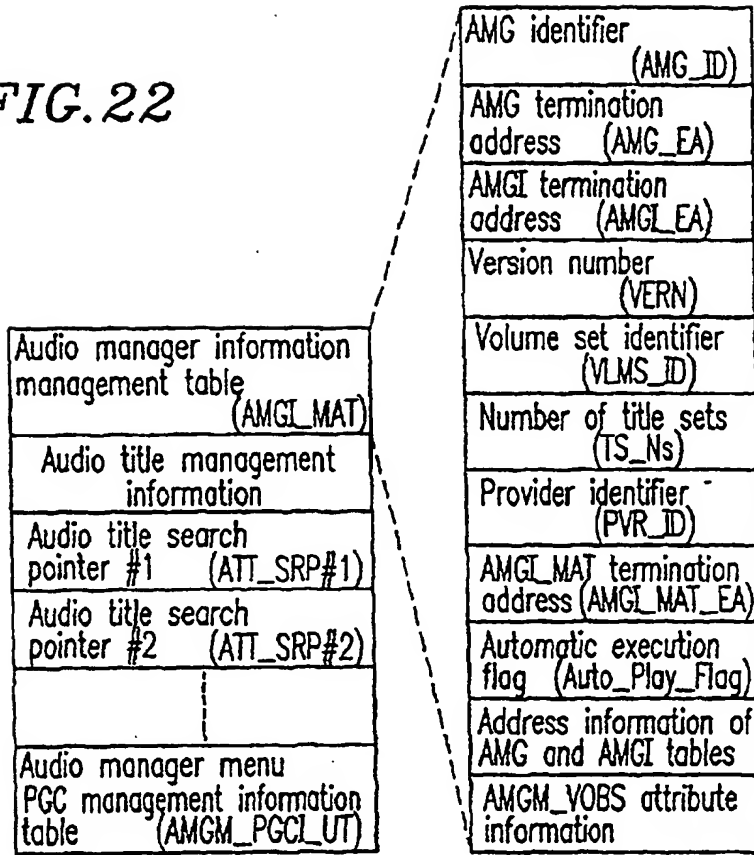 FIG.22
Audio manager information
management table
(AMGI_MAT)
Audio title management
information
Audio title search
pointer #1 (ATT_SRP#1)
Audio title search
pointer #2 (ATT_SRP#2)
Audio manager menu
PGC management information
table (AMGM_PGCI_UT)
AMG identifier
(AMG_ID)
AMG termination
address (AMG_EA)
AMGI termination
address (AMGI_EA)
Version number
(VERN)
Volume set identifier
(VLMS_ID)
Number of title sets
(TS_Ns)
Provider identifier
(PVR_ID)
AMGI_MAT termination
address (AMGI_MAT_EA)
Automatic execution
flag (Auto_Play_Flag)
Address information of
AMG and AMGI tables
AMGM_VOBS attribute
information